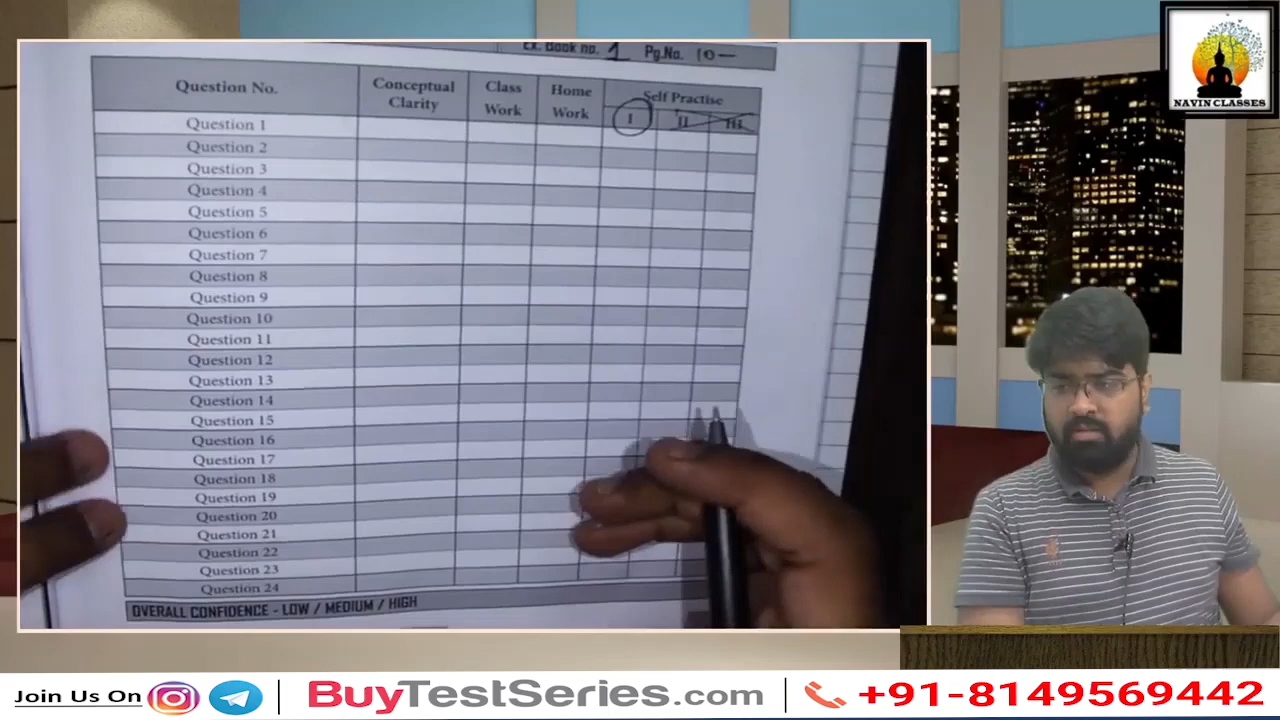 Ex. Book no. 1 Pg.No. 10
Question No. Conceptual Clarity Class Work Home Work Self Practise
I II III
Question 1
Question 2
Question 3
Question 4
Question 5
Question 6
Question 7
Question 8
Question 9
Question 10
Question 11
Question 12
Question 13
Question 14
Question 15
Question 16
Question 17
Question 18
Question 19
Question 20
Question 21
Question 22
Question 23
Question 24
OVERALL CONFIDENCE - LOW / MEDIUM / HIGH
NAVIN CLASSES
Join Us On BuyTestSeries.com +91-8149569442